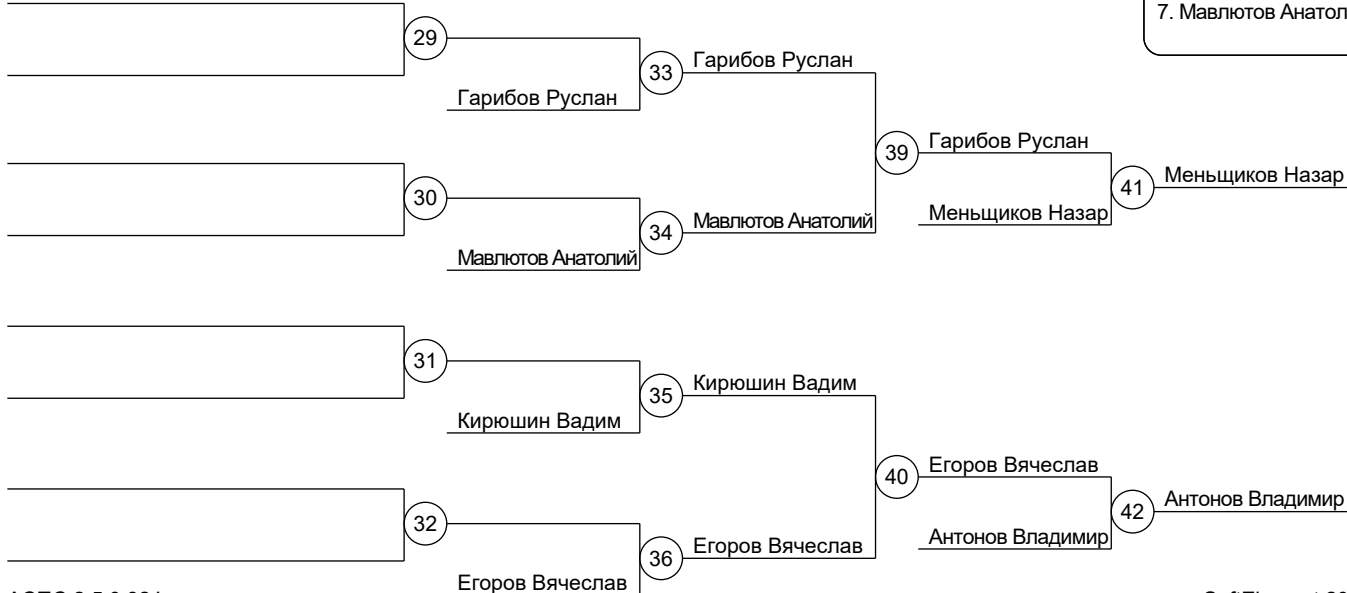 7. Мавлютов Анатол
29
33
Гарибов Руслан
Гарибов Руслан
39
Гарибов Руслан
41
Меньщиков Назар
Меньщиков Назар
30
34
Мавлютов Анатолий
Мавлютов Анатолий
31
35
Кирюшин Вадим
Кирюшин Вадим
40
Егоров Вячеслав
42
Антонов Владимир
Антонов Владимир
32
36
Егоров Вячеслав
Егоров Вячеслав